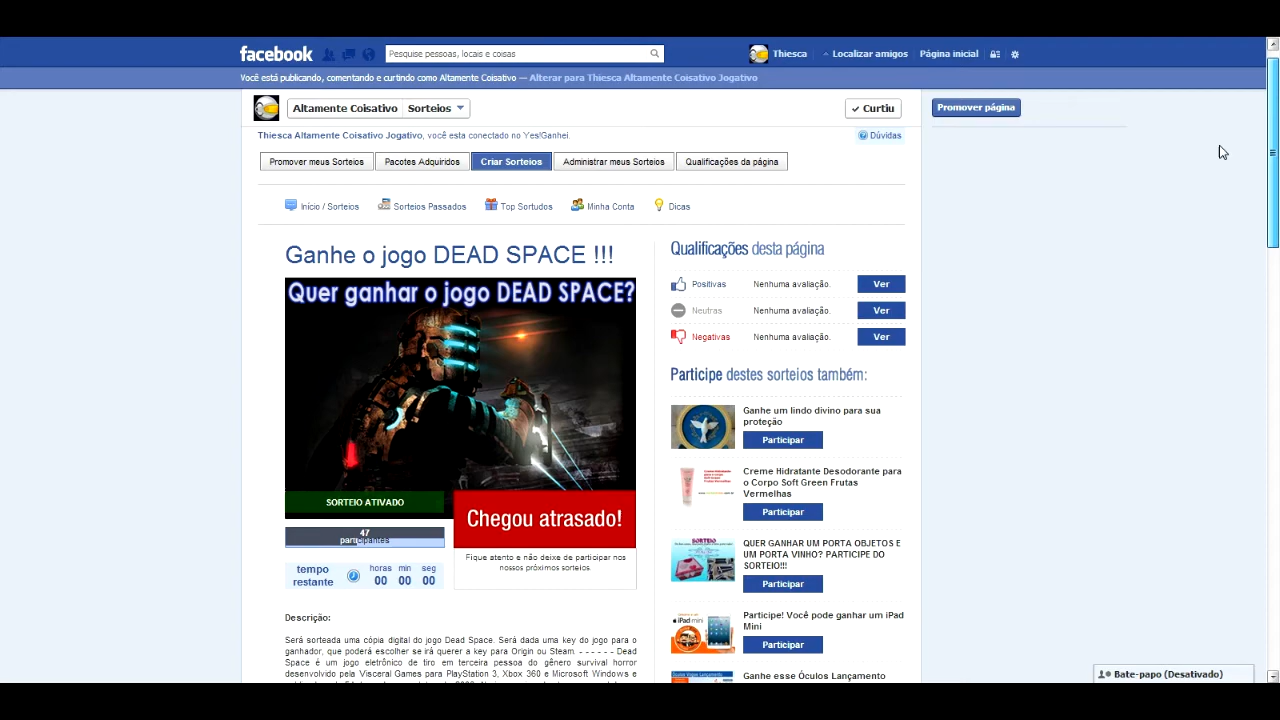 facebook
Pesquise pessoas, locais e coisas
Thiesca
Localizar amigos
Página inicial
Você está publicando, comentando e curtindo como Altamente Coisativo — Alterar para Thiesca Altamente Coisativo Jogativo
Altamente Coisativo
Sorteios
Curtiu
Promover página
Thiesca Altamente Coisativo Jogativo, você esta conectado no Yes!Ganhei.
Dúvidas
Promover meus Sorteios
Pacotes Adquiridos
Criar Sorteios
Administrar meus Sorteios
Qualificações da página
Início / Sorteios
Sorteios Passados
Top Sortudos
Minha Conta
Dicas
Ganhe o jogo DEAD SPACE !!!
Quer ganhar o jogo DEAD SPACE?
SORTEIO ATIVADO
Chegou atrasado!
47
participantes
Fique atento e não deixe de participar nos
nossos próximos sorteios.
tempo
restante
horas min seg
00 00 00
Descrição:
Será sorteada uma cópia digital do jogo Dead Space. Será dada uma key do jogo para o
ganhador, que poderá escolher se irá querer a key para Origin ou Steam. - - - - - - Dead
Space é um jogo eletrônico de tiro em terceira pessoa do gênero survival horror
desenvolvido pela Visceral Games para PlayStation 3, Xbox 360 e Microsoft Windows e
Qualificações desta página
Positivas Nenhuma avaliação. Ver
Neutras Nenhuma avaliação. Ver
Negativas Nenhuma avaliação. Ver
Participe destes sorteios também:
Ganhe um lindo divino para sua
proteção
Participar
Creme Hidratante Desodorante para
o Corpo Soft Green Frutas
Vermelhas
Participar
QUER GANHAR UM PORTA OBJETOS E
UM PORTA VINHO? PARTICIPE DO
SORTEIO!!!
Participar
SORTEIO
Participe! Você pode ganhar um iPad
Mini
Participar
iPad mini
Ganhe esse Óculos Lançamento
Bate-papo (Desativado)